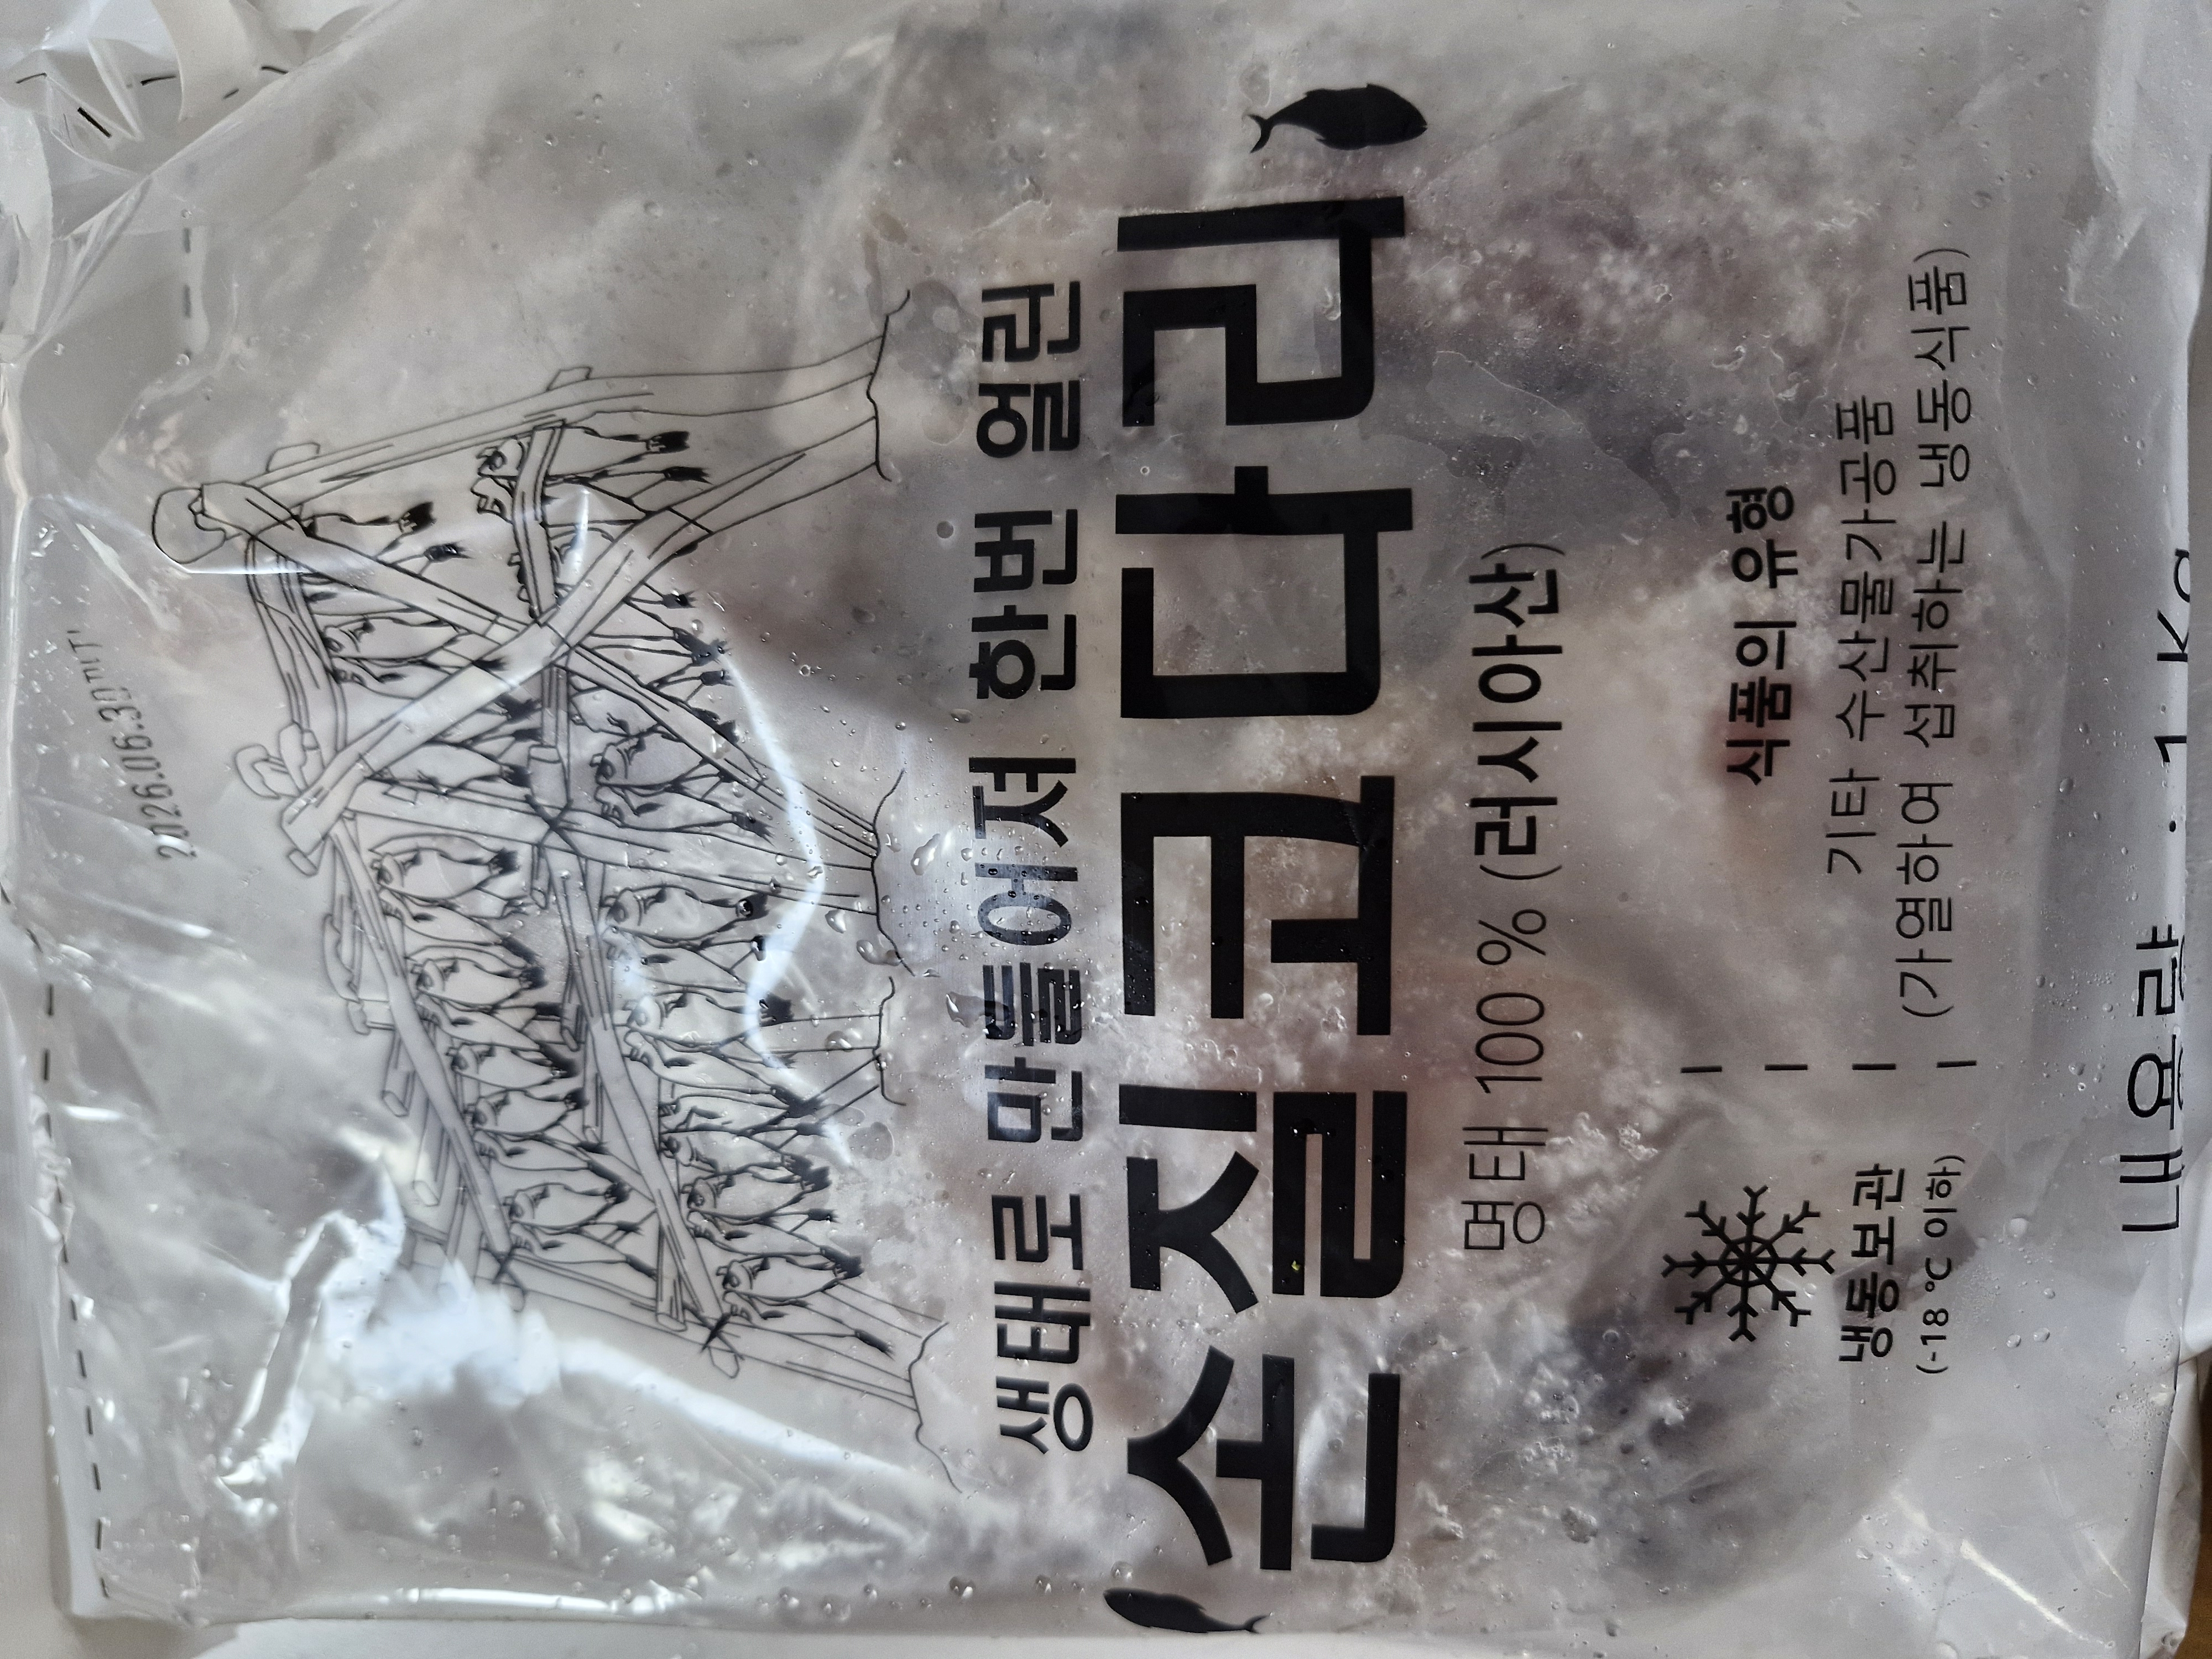 2026.06.30까지
생태로 만들어져 한번 얼린
손질코다리
명태 100 % (러시아산)
냉동보관
(-18 °C 이하)
식품의 유형
기타 수산물가공품
(가열하여 섭취하는 냉동식품)
내용량 : 1 Kg